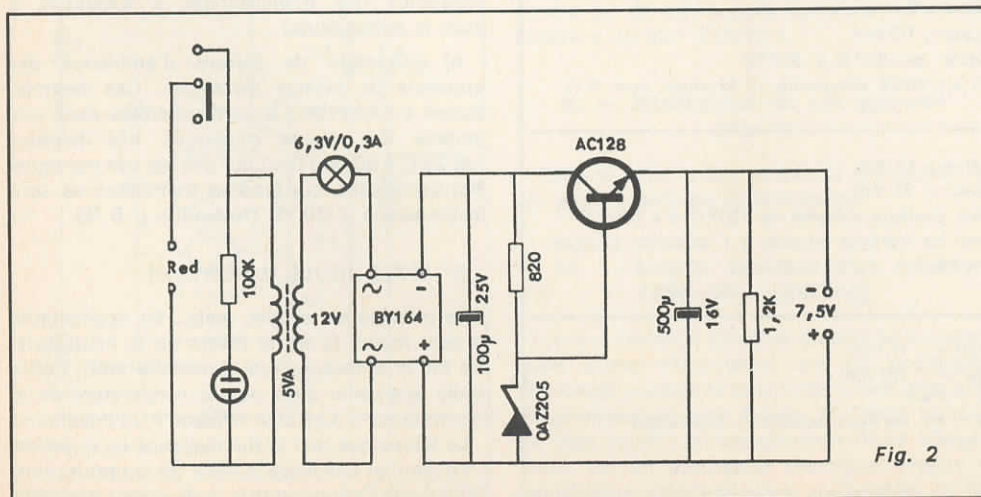 6,3V/0,3A
AC128
Red
100K
12V
5VA
~
-
BY164
~
+
100µ 25V
820
OAZ205
500µ
16V
1,2K
-
7,5V
+
Fig. 2